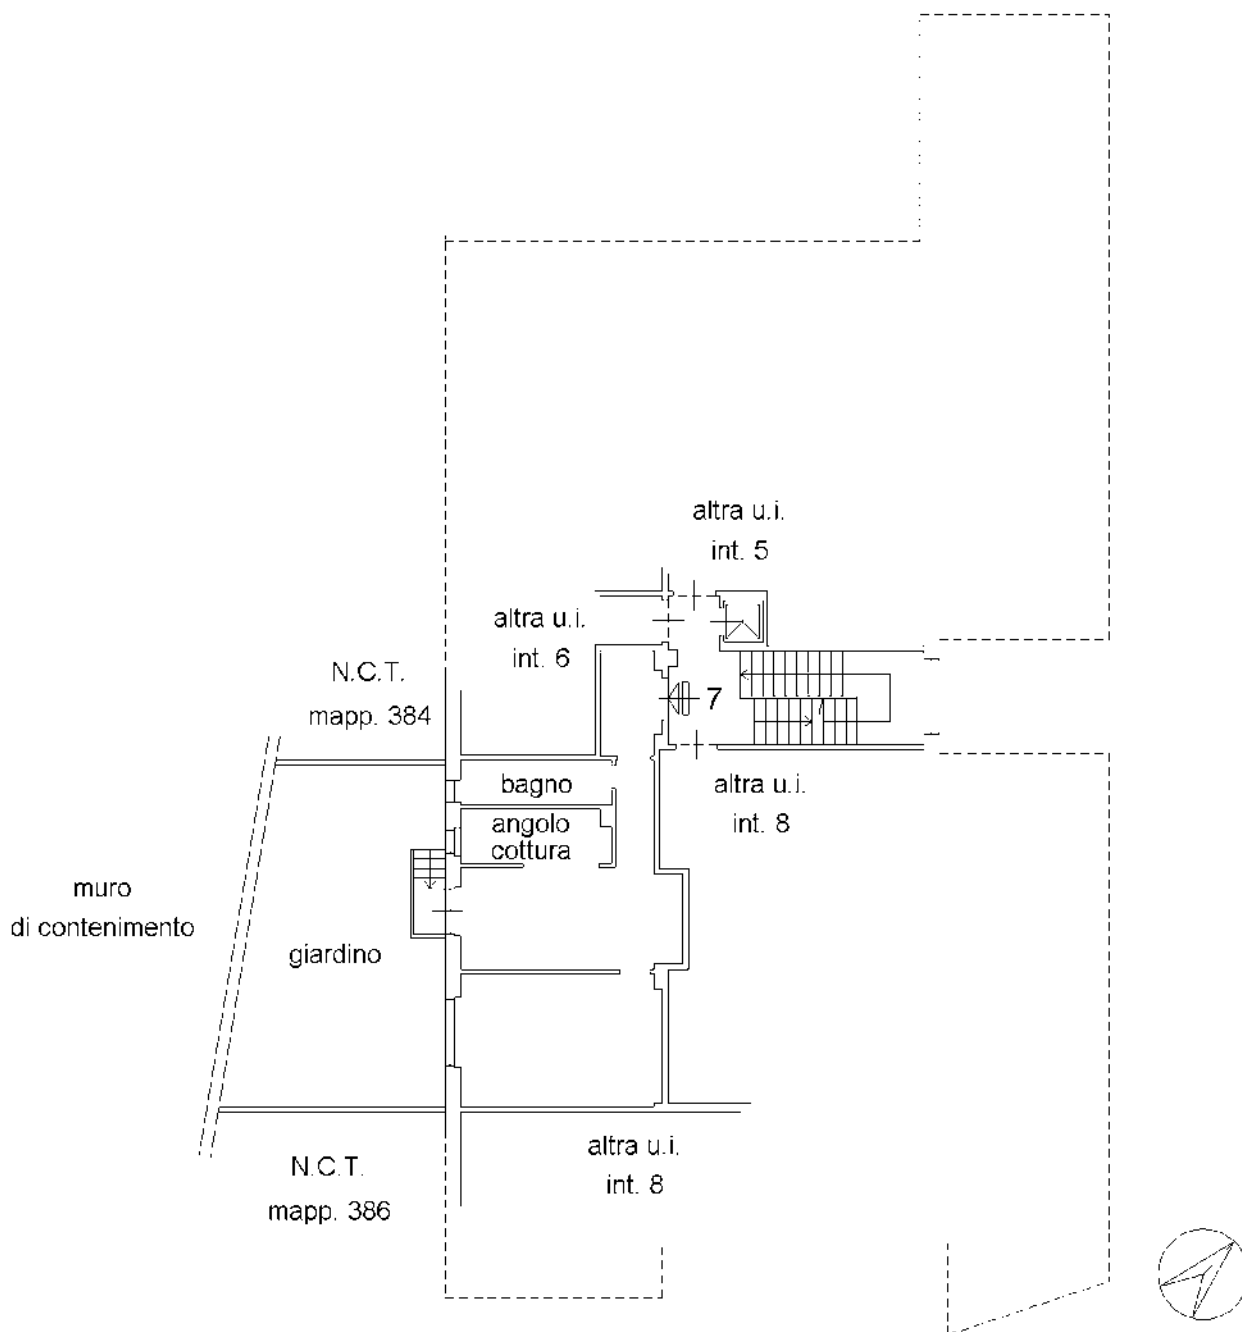 altra u.i.
int. 5
altra u.i.
int. 6
N.C.T.
mapp. 384
7
bagno
altra u.i.
int. 8
angolo
cottura
muro
di contenimento
giardino
altra u.i.
int. 8
N.C.T.
mapp. 386